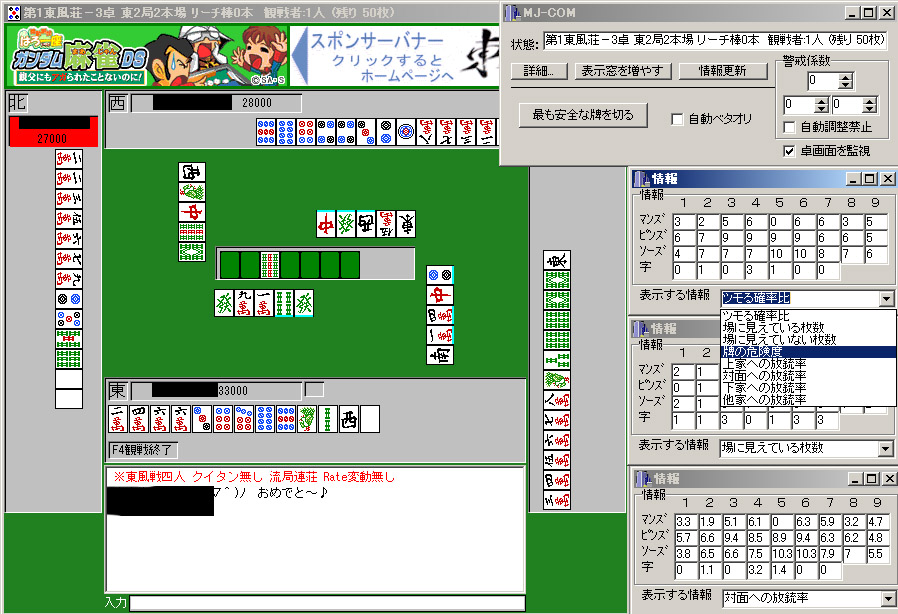 第1東風荘－3卓 東2局2本場 リーチ棒0本 観戦者:1人 (残り 50枚)
ぱろ雀荘
ガンダム麻雀DS
親父にもアガられたことないのに!
©SA・S
スポンサーバナー
クリックすると
ホームページへ
東
北
27000
西
28000
東
33000
F4観戦終了
※東風戦四人 クイタン無し 流局連荘 Rate変動無し
▽^)ﾉ おめでと～♪
入力
MJ-COM
状態:
第1東風荘－3卓 東2局2本場 リーチ棒0本 観戦者:1人 (残り 50枚)
詳細...
表示窓を増やす
情報更新
最も安全な牌を切る
自動ベタオリ
警戒係数
0
0 0
自動調整禁止
卓画面を監視
情報
情報
1 2 3 4 5 6 7 8 9
マンズ 3 2 5 6 0 6 6 3 5
ピンズ 6 7 9 9 9 9 6 6 5
ソーズ 4 7 7 7 10 10 8 7 6
字 0 1 0 3 1 0 0
表示する情報
ツモる確率比
ツモる確率比
場に見えている枚数
場に見えていない枚数
牌の危険度
上家への放銃率
対面への放銃率
下家への放銃率
他家への放銃率
情報
情報
1 2
マンズ 2 1
ピンズ 0 1
ソーズ 2 1
字 1 1 3 0 1 3 3
表示する情報
場に見えている枚数
情報
情報
1 2 3 4 5 6 7 8 9
マンズ 3.3 1.9 5.1 6.1 0 6.3 5.9 3.2 4.7
ピンズ 5.7 6.6 9.4 8.5 8.9 9.4 6.3 6.2 4.8
ソーズ 3.8 6.5 6.6 7.5 10.3 10.3 7.9 7 5.5
字 0 1.1 0 3.2 1.4 0 0
表示する情報
対面への放銃率